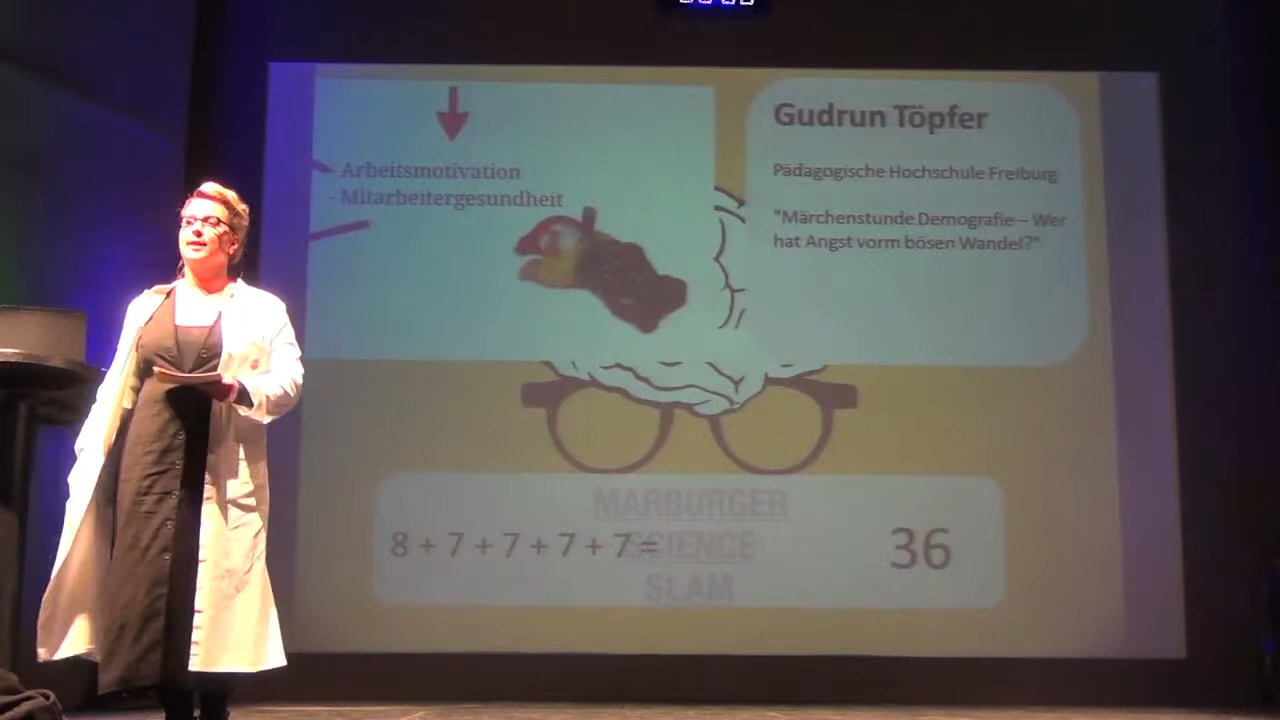 - Arbeitsmotivation
- Mitarbeitergesundheit
Gudrun Töpfer
Pädagogische Hochschule Freiburg
"Märchenstunde Demografie – Wer
hat Angst vorm bösen Wandel?"
MARBURGER
SCIENCE
SLAM
8 + 7 + 7 + 7 + 7 =
36